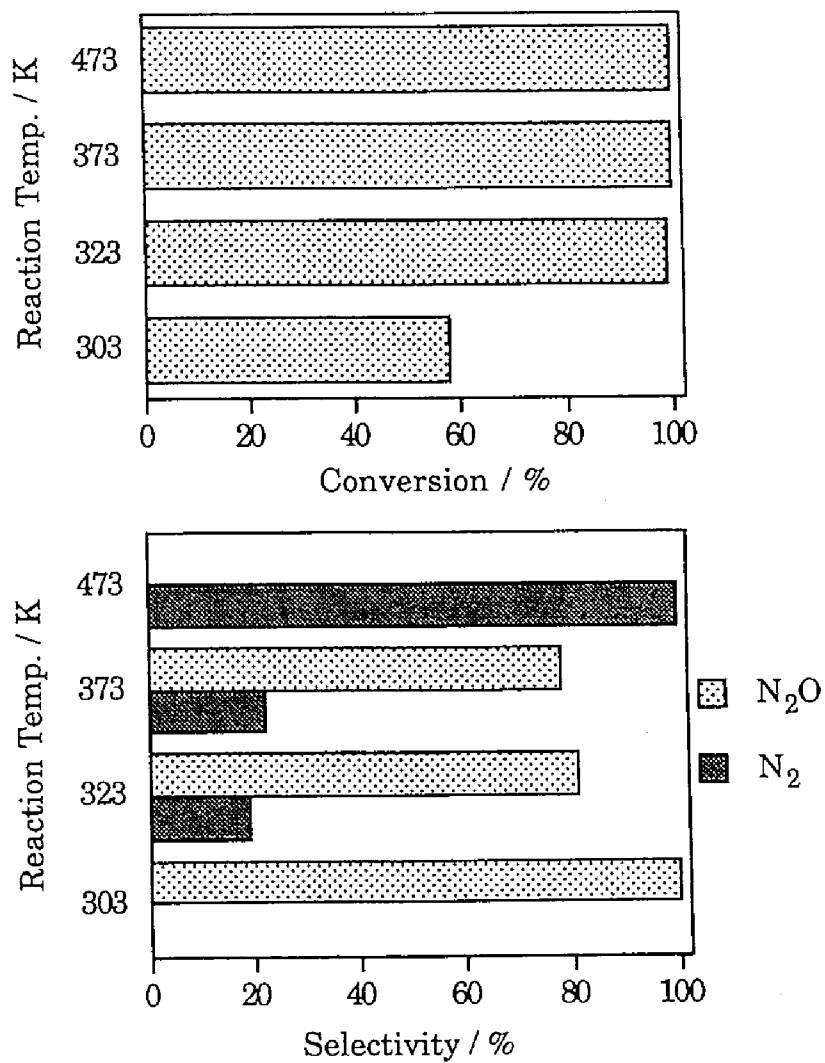 Reaction Temp. / K
473
373
323
303
0 20 40 60 80 100
Conversion / %
Reaction Temp. / K
473
373
323
303
0 20 40 60 80 100
Selectivity / %
N₂O
N₂